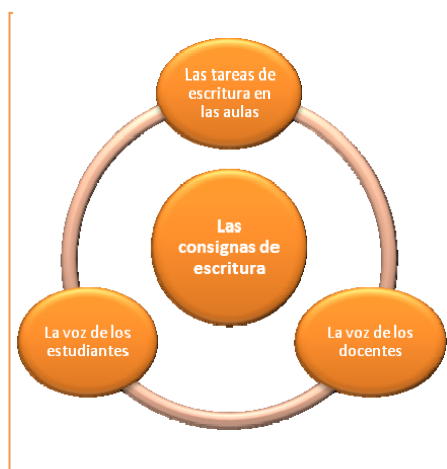 Las tareas de
escritura en
las aulas
Las
consignas de
escritura
La voz de los
estudiantes
La voz de los
docentes